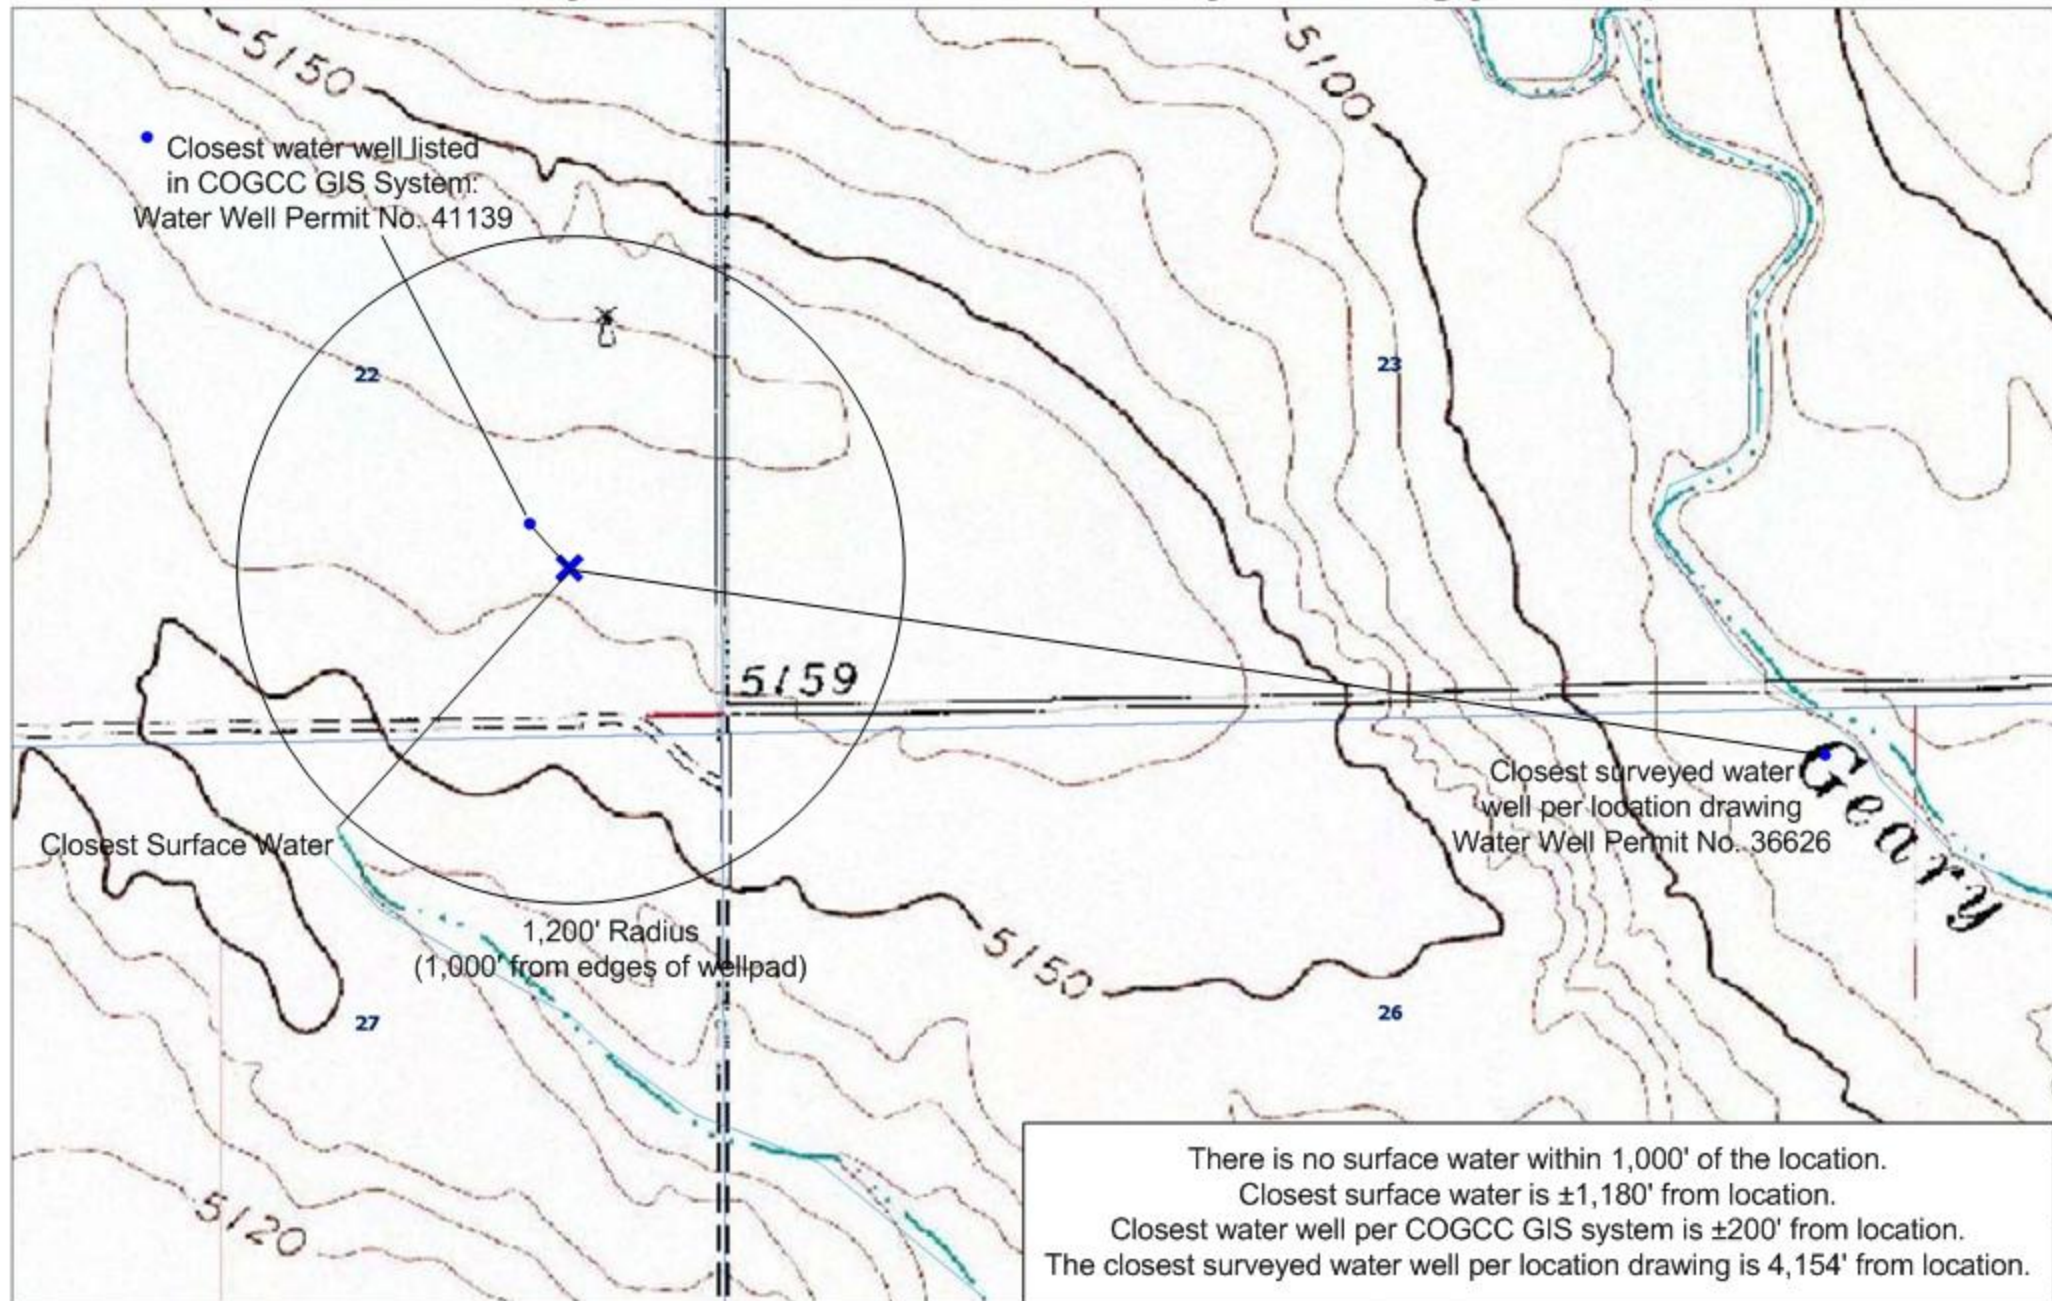 5150
5100
Closest water well listed
in COGCC GIS System:
Water Well Permit No. 41139
22
23
5159
Closest surveyed water
well per location drawing
Water Well Permit No. 36626
Geary
Closest Surface Water
1,200' Radius
(1,000' from edges of wellpad)
5150
27
26
5120
There is no surface water within 1,000' of the location.
Closest surface water is ±1,180' from location.
Closest water well per COGCC GIS system is ±200' from location.
The closest surveyed water well per location drawing is 4,154' from location.